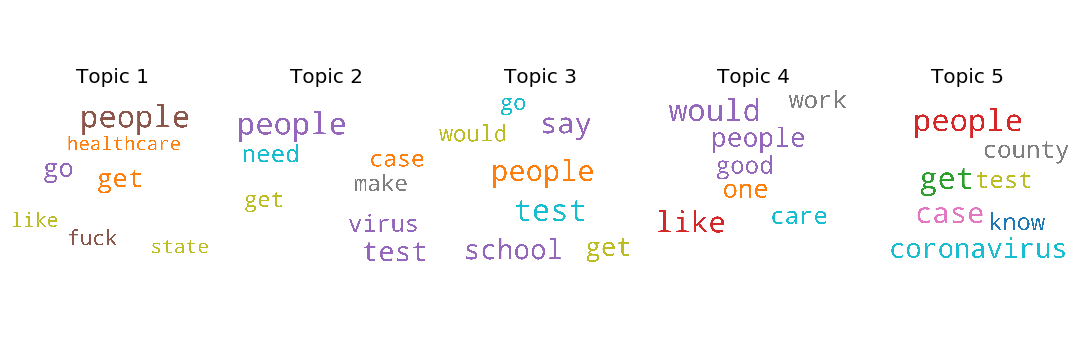 Topic 1
people
healthcare
go
get
like
fuck
state
Topic 2
people
need
case
make
get
virus
test
Topic 3
go
would
say
people
test
school
get
Topic 4
work
would
people
good
one
like
care
Topic 5
people
county
get
test
case
know
coronavirus